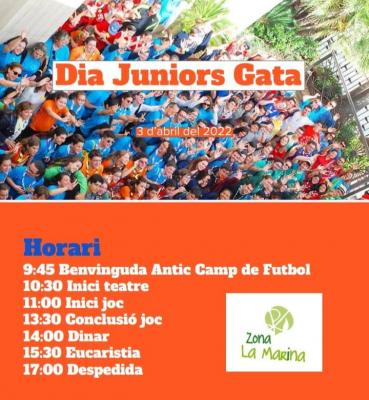 Dia Juniors Gata
3 d'abril del 2022
Horari
9:45 Benvinguda Antic Camp de Futbol
10:30 Inici teatre
11:00 Inici joc
13:30 Conclusió joc
14:00 Dinar
15:30 Eucaristia
17:00 Despedida
Zona
La Marina